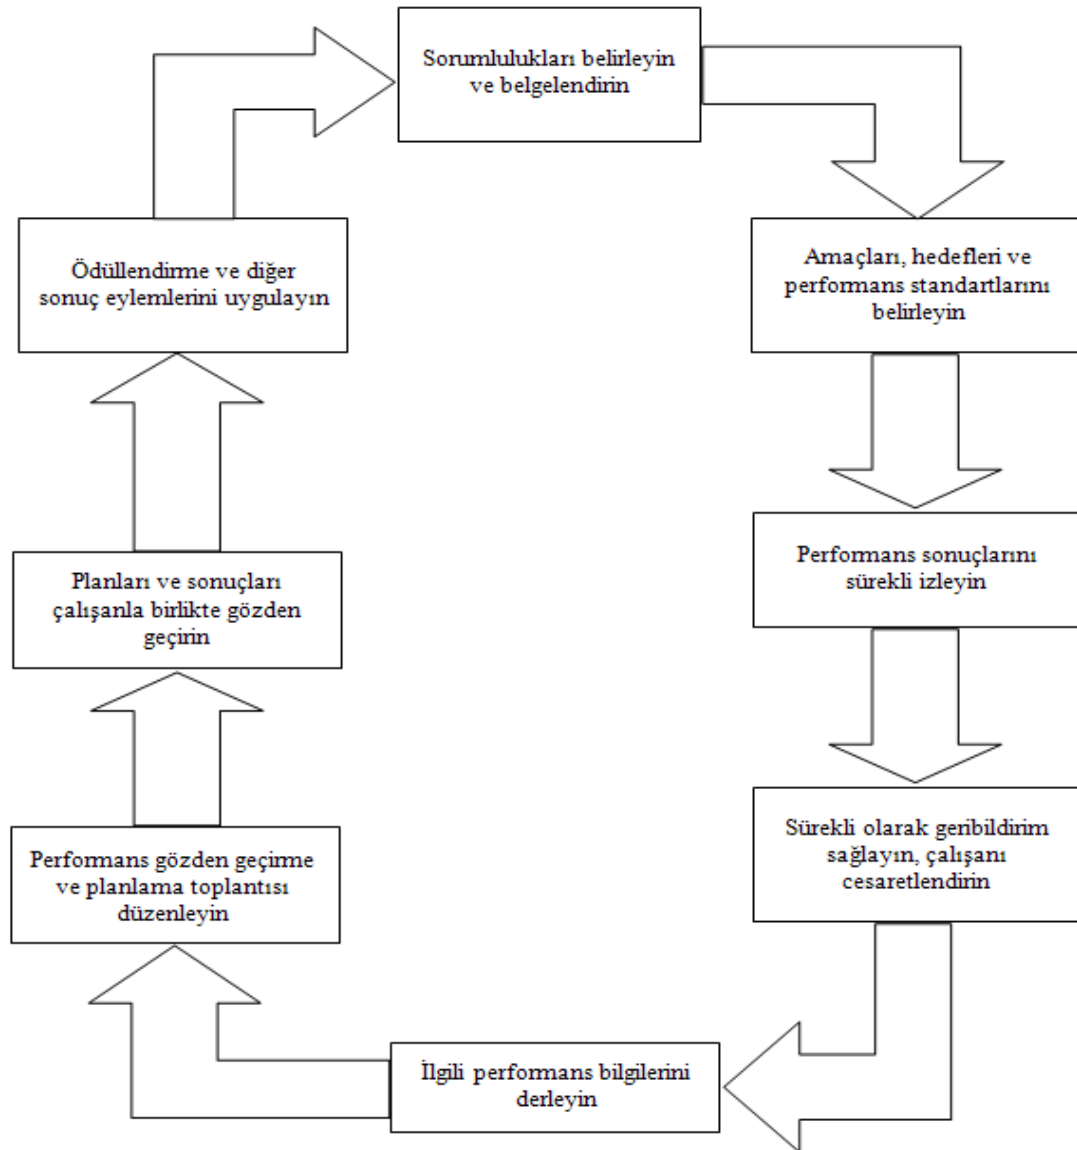 Sorumlulukları belirleyin
ve belgelendirin
Amaçları, hedefleri ve
performans standartlarını
belirleyin
Performans sonuçlarını
sürekli izleyin
Sürekli olarak geribildirim
sağlayın, çalışanı
cesaretlendirin
İlgili performans bilgilerini
derleyin
Performans gözden geçirme
ve planlama toplantısı
düzenleyin
Planları ve sonuçları
çalışanla birlikte gözden
geçirin
Ödüllendirme ve diğer
sonuç eylemlerini uygulayın